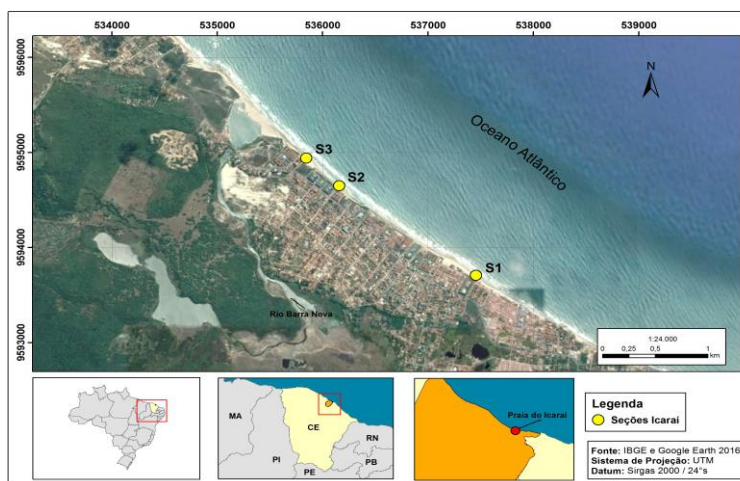 534000 535000 536000 537000 538000 539000
9596000
9595000
9594000
9593000
N
Oceano Atlântico
S3
S2
S1
Rio Barra Nova
1:24.000
0 0,25 0,5 1
km
MA
CE
RN
PI
PB
PE
Praia do Icaraí
Legenda
Seções Icaraí
Fonte: IBGE e Google Earth 2016
Sistema de Projeção: UTM
Datum: Sirgas 2000 / 24°s